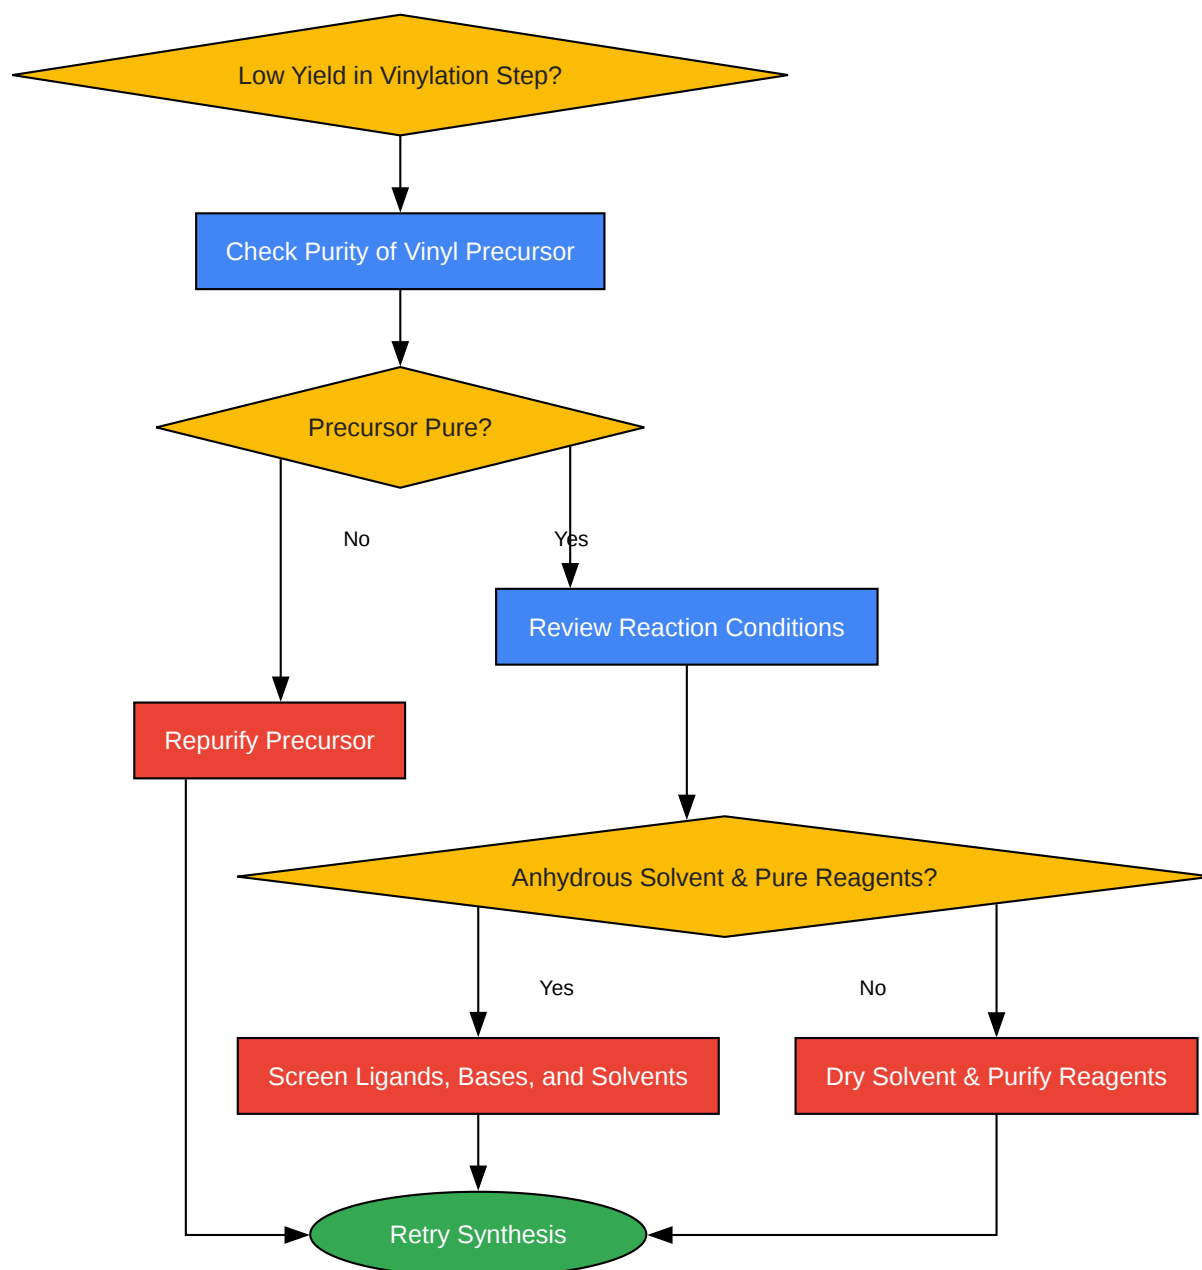 Low Yield in Vinylation Step?
Check Purity of Vinyl Precursor
Precursor Pure?
No
Yes
Review Reaction Conditions
Repurify Precursor
Anhydrous Solvent & Pure Reagents?
Yes
No
Screen Ligands, Bases, and Solvents
Dry Solvent & Purify Reagents
Retry Synthesis